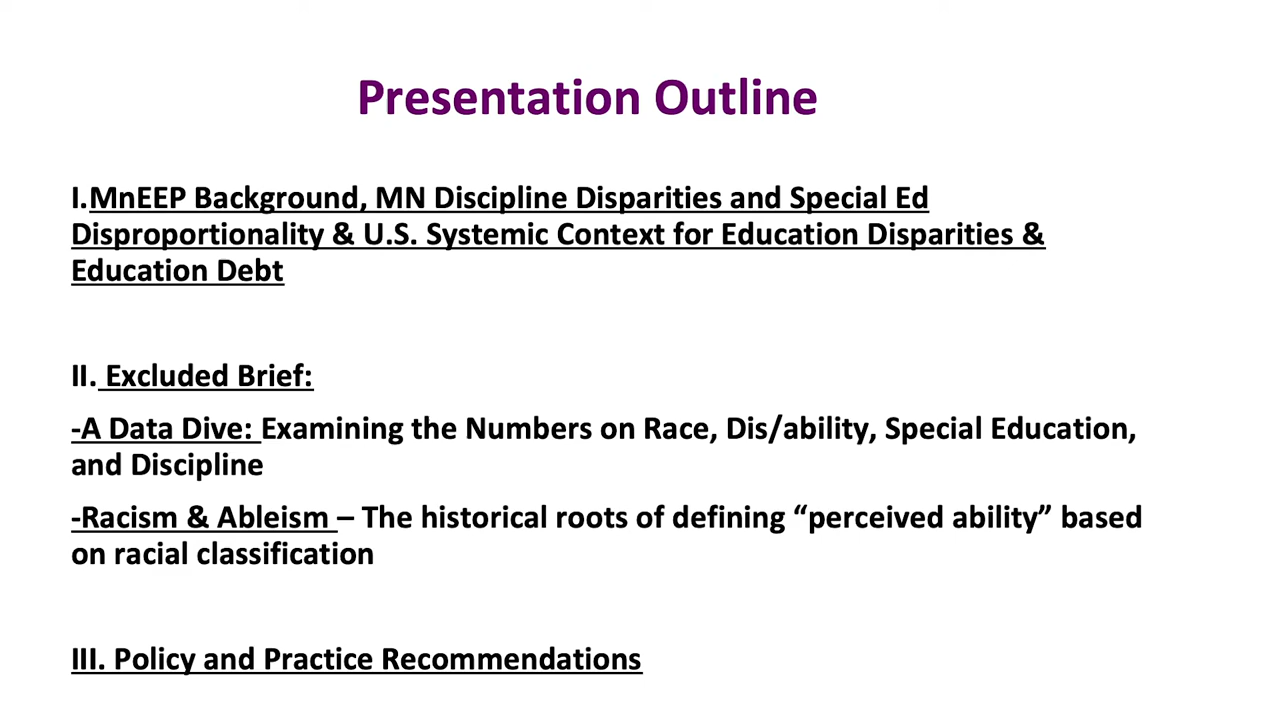 Presentation Outline
I.MnEEP Background, MN Discipline Disparities and Special Ed
Disproportionality & U.S. Systemic Context for Education Disparities &
Education Debt
II. Excluded Brief:
-A Data Dive: Examining the Numbers on Race, Dis/ability, Special Education,
and Discipline
-Racism & Ableism – The historical roots of defining “perceived ability” based
on racial classification
III. Policy and Practice Recommendations